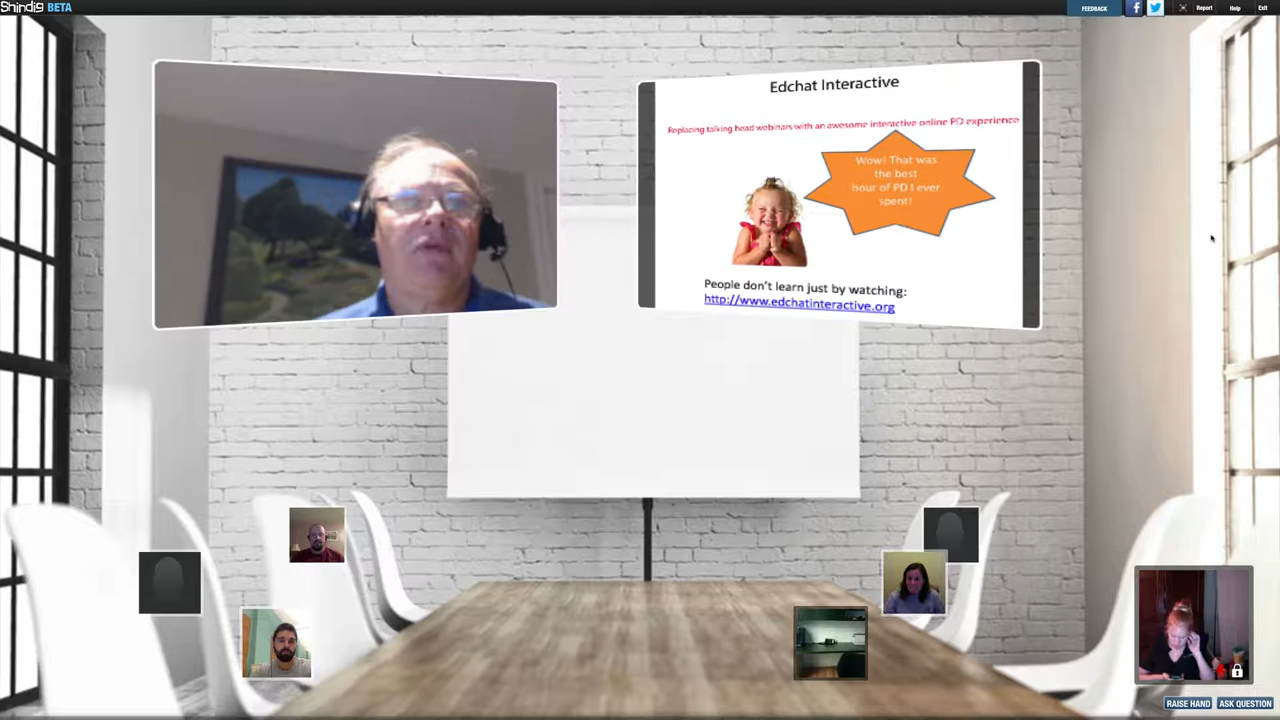 Shindig BETA
FEEDBACK
Report
Help
Exit
Edchat Interactive
Replacing talking head webinars with an awesome interactive online PD experience
Wow! That was
the best
hour of PD I ever
spent!
People don't learn just by watching:
http://www.edchatinteractive.org
RAISE HAND
ASK QUESTION